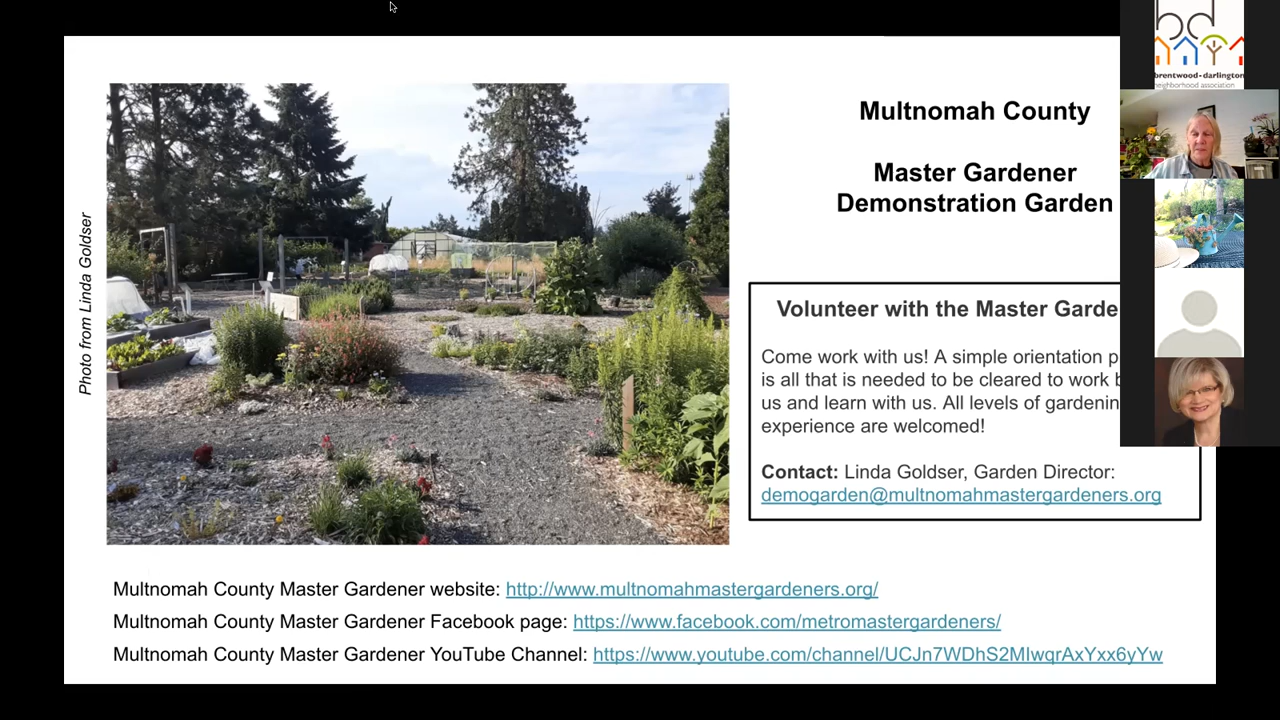 Multnomah County
Master Gardener
Demonstration Garden
Photo from Linda Goldser
Volunteer with the Master Garde
Come work with us! A simple orientation p
is all that is needed to be cleared to work b
us and learn with us. All levels of gardenin
experience are welcomed!
Contact: Linda Goldser, Garden Director:
demogarden@multnomahmastergardeners.org
Multnomah County Master Gardener website: http://www.multnomahmastergardeners.org/
Multnomah County Master Gardener Facebook page: https://www.facebook.com/metromastergardeners/
Multnomah County Master Gardener YouTube Channel: https://www.youtube.com/channel/UCJn7WDhS2MIwqrAxYxx6yYw
bd
brentwood-darlington
neighborhood association